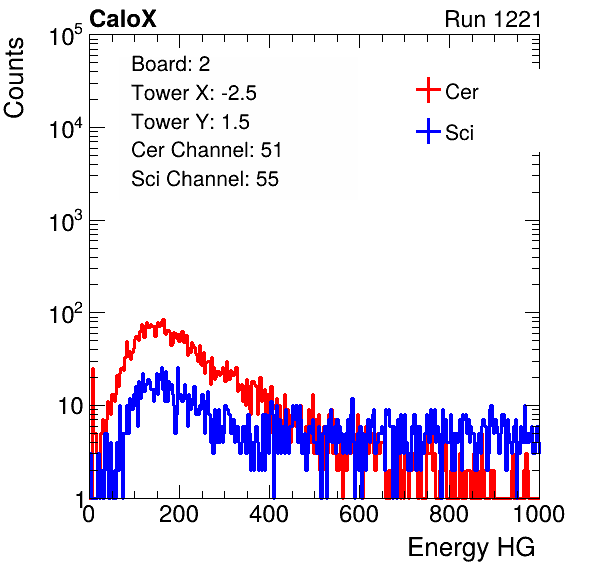 CaloX Run 1221
Counts
10^5
10^4
10^3
10^2
10
1
Board: 2
Tower X: -2.5
Tower Y: 1.5
Cer Channel: 51
Sci Channel: 55
Cer
Sci
0 200 400 600 800 1000
Energy HG